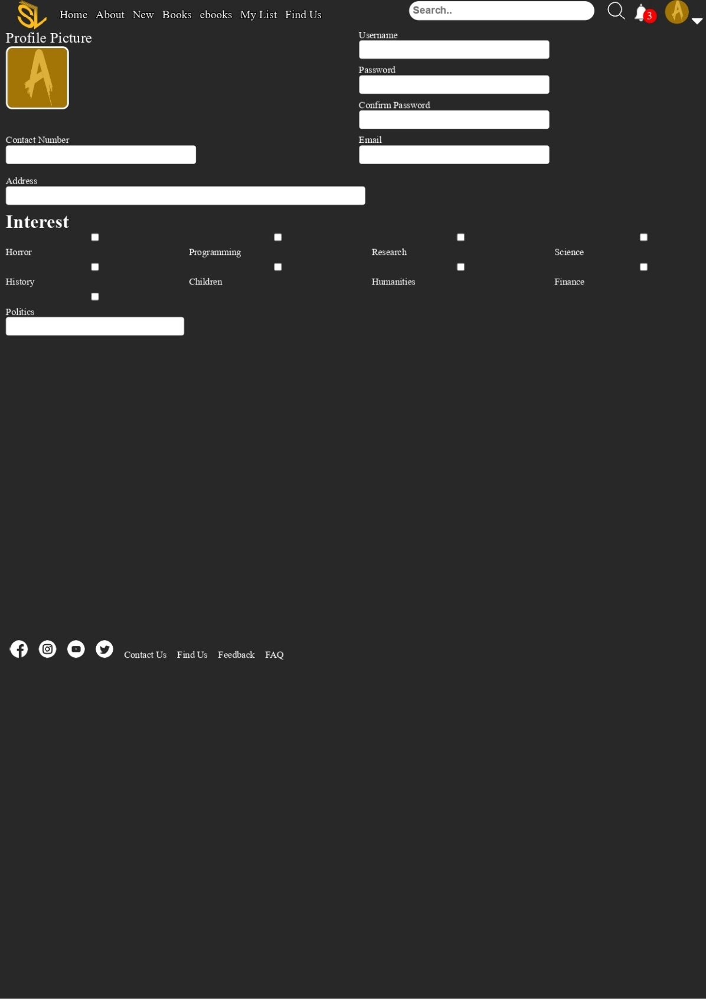 SL Home About New Books ebooks My List Find Us Search.. 3 A
Profile Picture
A
Username
Password
Confirm Password
Contact Number Email
Address
Interest
Horror Programming Research Science
History Children Humanities Finance
Politics
Contact Us Find Us Feedback FAQ